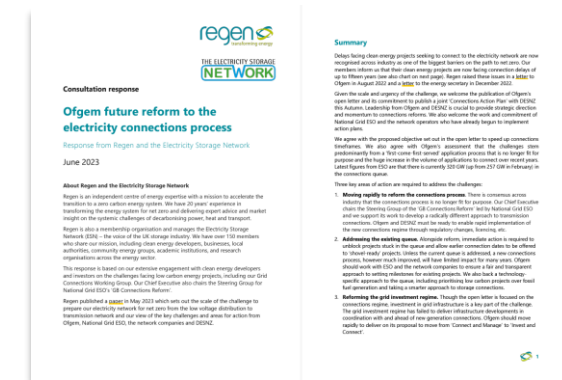 regen
transforming energy
THE ELECTRICITY STORAGE
NETWORK
Consultation response
Ofgem future reform to the
electricity connections process
Response from Regen and the Electricity Storage Network
June 2023
About Regen and the Electricity Storage Network
Regen is an independent centre of energy expertise with a mission to accelerate the
transition to a zero carbon energy system. We have 20 years' experience in
transforming the energy system for net zero and delivering expert advice and market
insight on the systemic challenges of decarbonising power, heat and transport.
Regen is also a membership organisation and manages the Electricity Storage
Network (ESN) – the voice of the UK storage industry. We have over 150 members
who share our mission, including clean energy developers, businesses, local
authorities, community energy groups, academic institutions, and research
organisations across the energy sector.
This response is based on our extensive engagement with clean energy developers
and investors on the challenges facing low carbon energy projects, including our Grid
Connections Working Group. Our Chief Executive also chairs the Steering Group for
National Grid ESO's 'GB Connections Reform'.
Regen published a paper in May 2023 which sets out the scale of the challenge to
prepare our electricity network for net zero from the low voltage distribution to
transmission network and our view of the key challenges and areas for action from
Ofgem, National Grid ESO, the network companies and DESNZ.
Summary
Delays facing clean energy projects seeking to connect to the electricity network are now
recognised across industry as one of the biggest barriers on the path to net zero. Our
members inform us that their clean energy projects are now facing connection delays of
up to fifteen years (see also chart on next page). Regen raised these issues in a letter to
Ofgem in August 2022 and a letter to the energy secretary in December 2022.
Given the scale and urgency of the challenge, we welcome the publication of Ofgem's
open letter and its commitment to publish a joint 'Connections Action Plan' with DESNZ
this Autumn. Leadership from Ofgem and DESNZ is crucial to provide strategic direction
and momentum to connections reform. We also welcome the work and commitment of
National Grid ESO and the network operators who have already begun to implement
action plans.
We agree with the proposed objective set out in the open letter to speed up connections
timeframes. We also agree with Ofgem's assessment that the challenges stem
predominantly from a 'first come-first served' application process that is no longer fit for
purpose and the huge increase in the volume of applications to connect over recent years.
Latest figures from ESO are that there is currently 320 GW (up from 257 GW in February) in
the connections queue.
Three key areas of action are required to address the challenges:
1. Moving rapidly to reform the connections process. There is consensus across
industry that the connections process is no longer fit for purpose. Our Chief Executive
chairs the Steering Group of the 'GB Connections Reform' led by National Grid ESO
and we support its work to develop a radically different approach to transmission
connections. Ofgem and DESNZ must be ready to enable rapid implementation of
the new connections regime through regulatory changes, licencing, etc.
2. Addressing the existing queue. Alongside reform, immediate action is required to
unblock projects stuck in the queue and allow earlier connection dates to be offered
to 'shovel-ready' projects. Unless the current queue is addressed, a new connections
process, however much improved, will have limited impact for many years. Ofgem
should work with ESO and the network companies to ensure a fair and transparent
approach to setting milestones for existing projects. We also back a technology-
specific approach to the queue, including prioritising low carbon projects over fossil
fuel generation and taking a smarter approach to storage connections.
3. Reforming the grid investment regime. Though the open letter is focused on the
connections regime, investment in grid infrastructure is a key part of the challenge.
The grid investment regime has failed to deliver infrastructure developments in
coordination with and ahead of new-generation connections. Ofgem should move
rapidly to deliver on its proposal to move from 'Connect and Manage' to 'Invest and
Connect'.
1